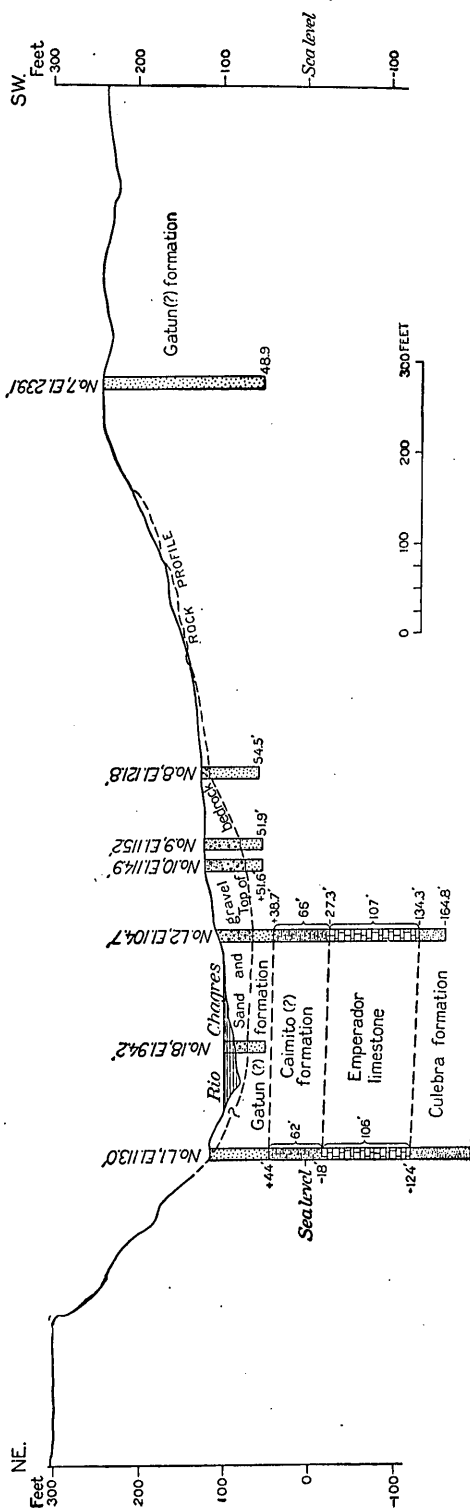 NE.
SW.
Feet
300
200
100
0
-100
Feet
300
200
100
Sea level
-100
No.L1, El.113.0'
Rio Chagres
No.18, El.94.2'
No.L2, El.104.7'
No.10, El.114.9'
No.9, El.115.2'
No.8, El.121.8'
No.7, El.239.1'
?
Sand and gravel
Top of bedrock
ROCK PROFILE
Gatun (?) formation
Gatun(?) formation
+51.6'
51.9'
54.5'
48.9
+44'
62'
Sea level
-18'
106'
+124'
Caimito (?)
formation
Emperador
limestone
Culebra formation
+38.7'
66'
-27.3'
107'
-134.3'
-164.8'
0 100 200 300 FEET